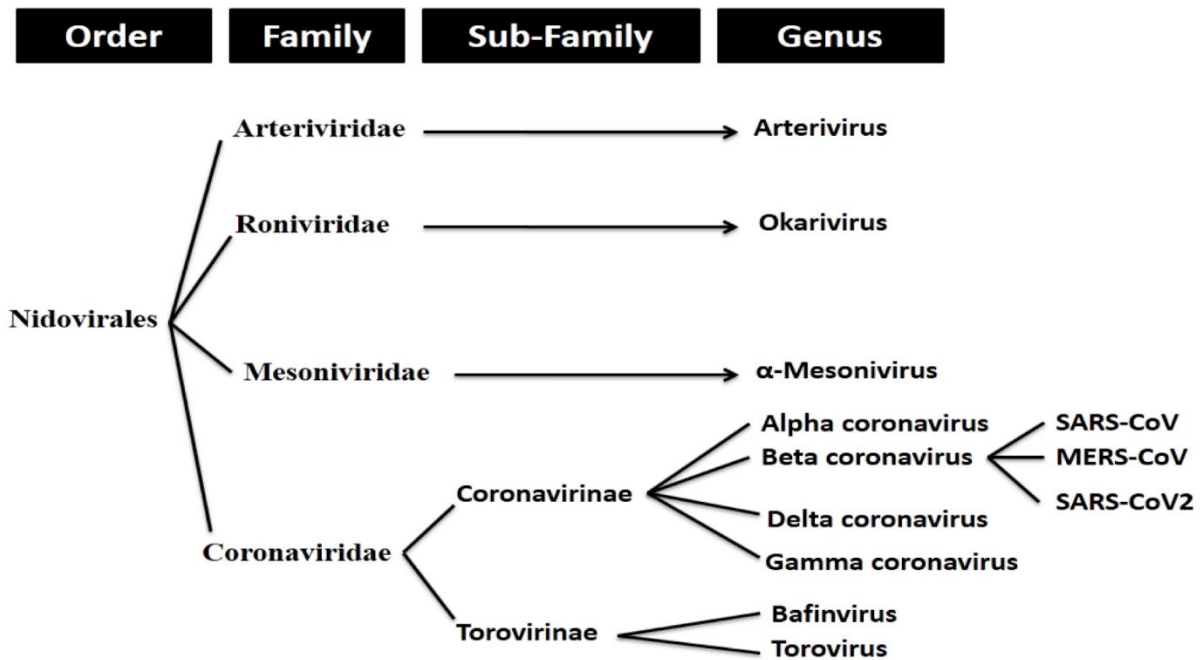 Order Family Sub-Family Genus
Arteriviridae Arterivirus
Roniviridae Okarivirus
Nidovirales
Mesoniviridae α-Mesonivirus
Alpha coronavirus SARS-CoV
Beta coronavirus MERS-CoV
Coronavirinae
SARS-CoV2
Delta coronavirus
Coronaviridae
Gamma coronavirus
Bafinvirus
Torovirinae
Torovirus